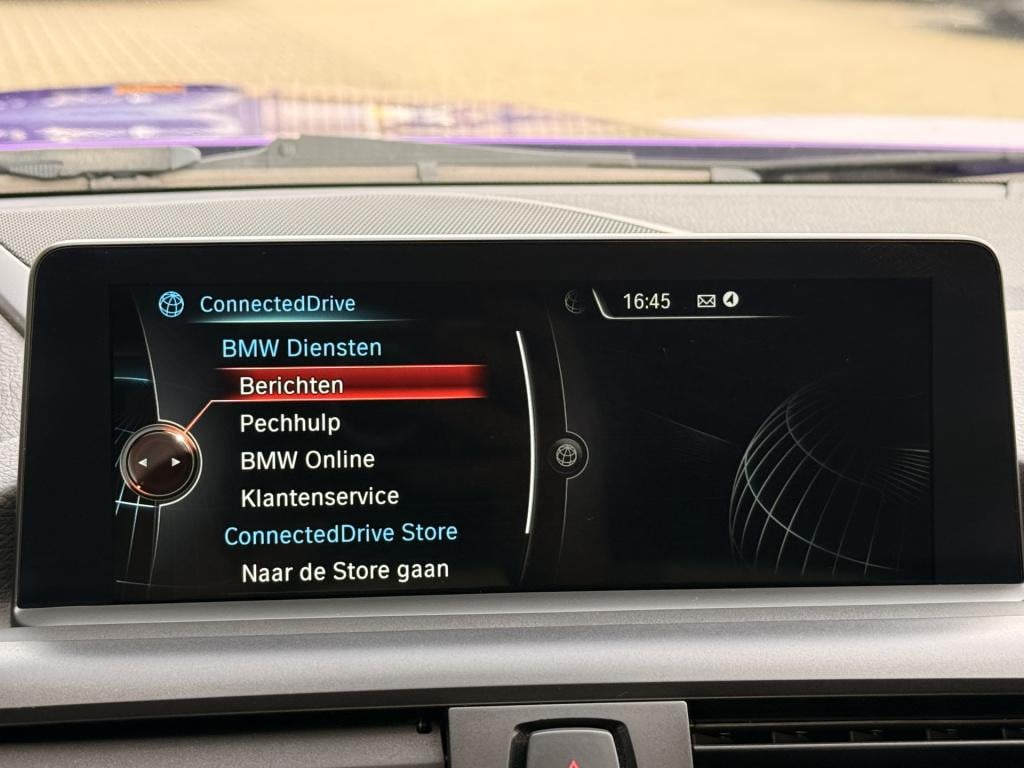 ConnectedDrive
16:45
BMW Diensten
Berichten
Pechhulp
BMW Online
Klantenservice
ConnectedDrive Store
Naar de Store gaan